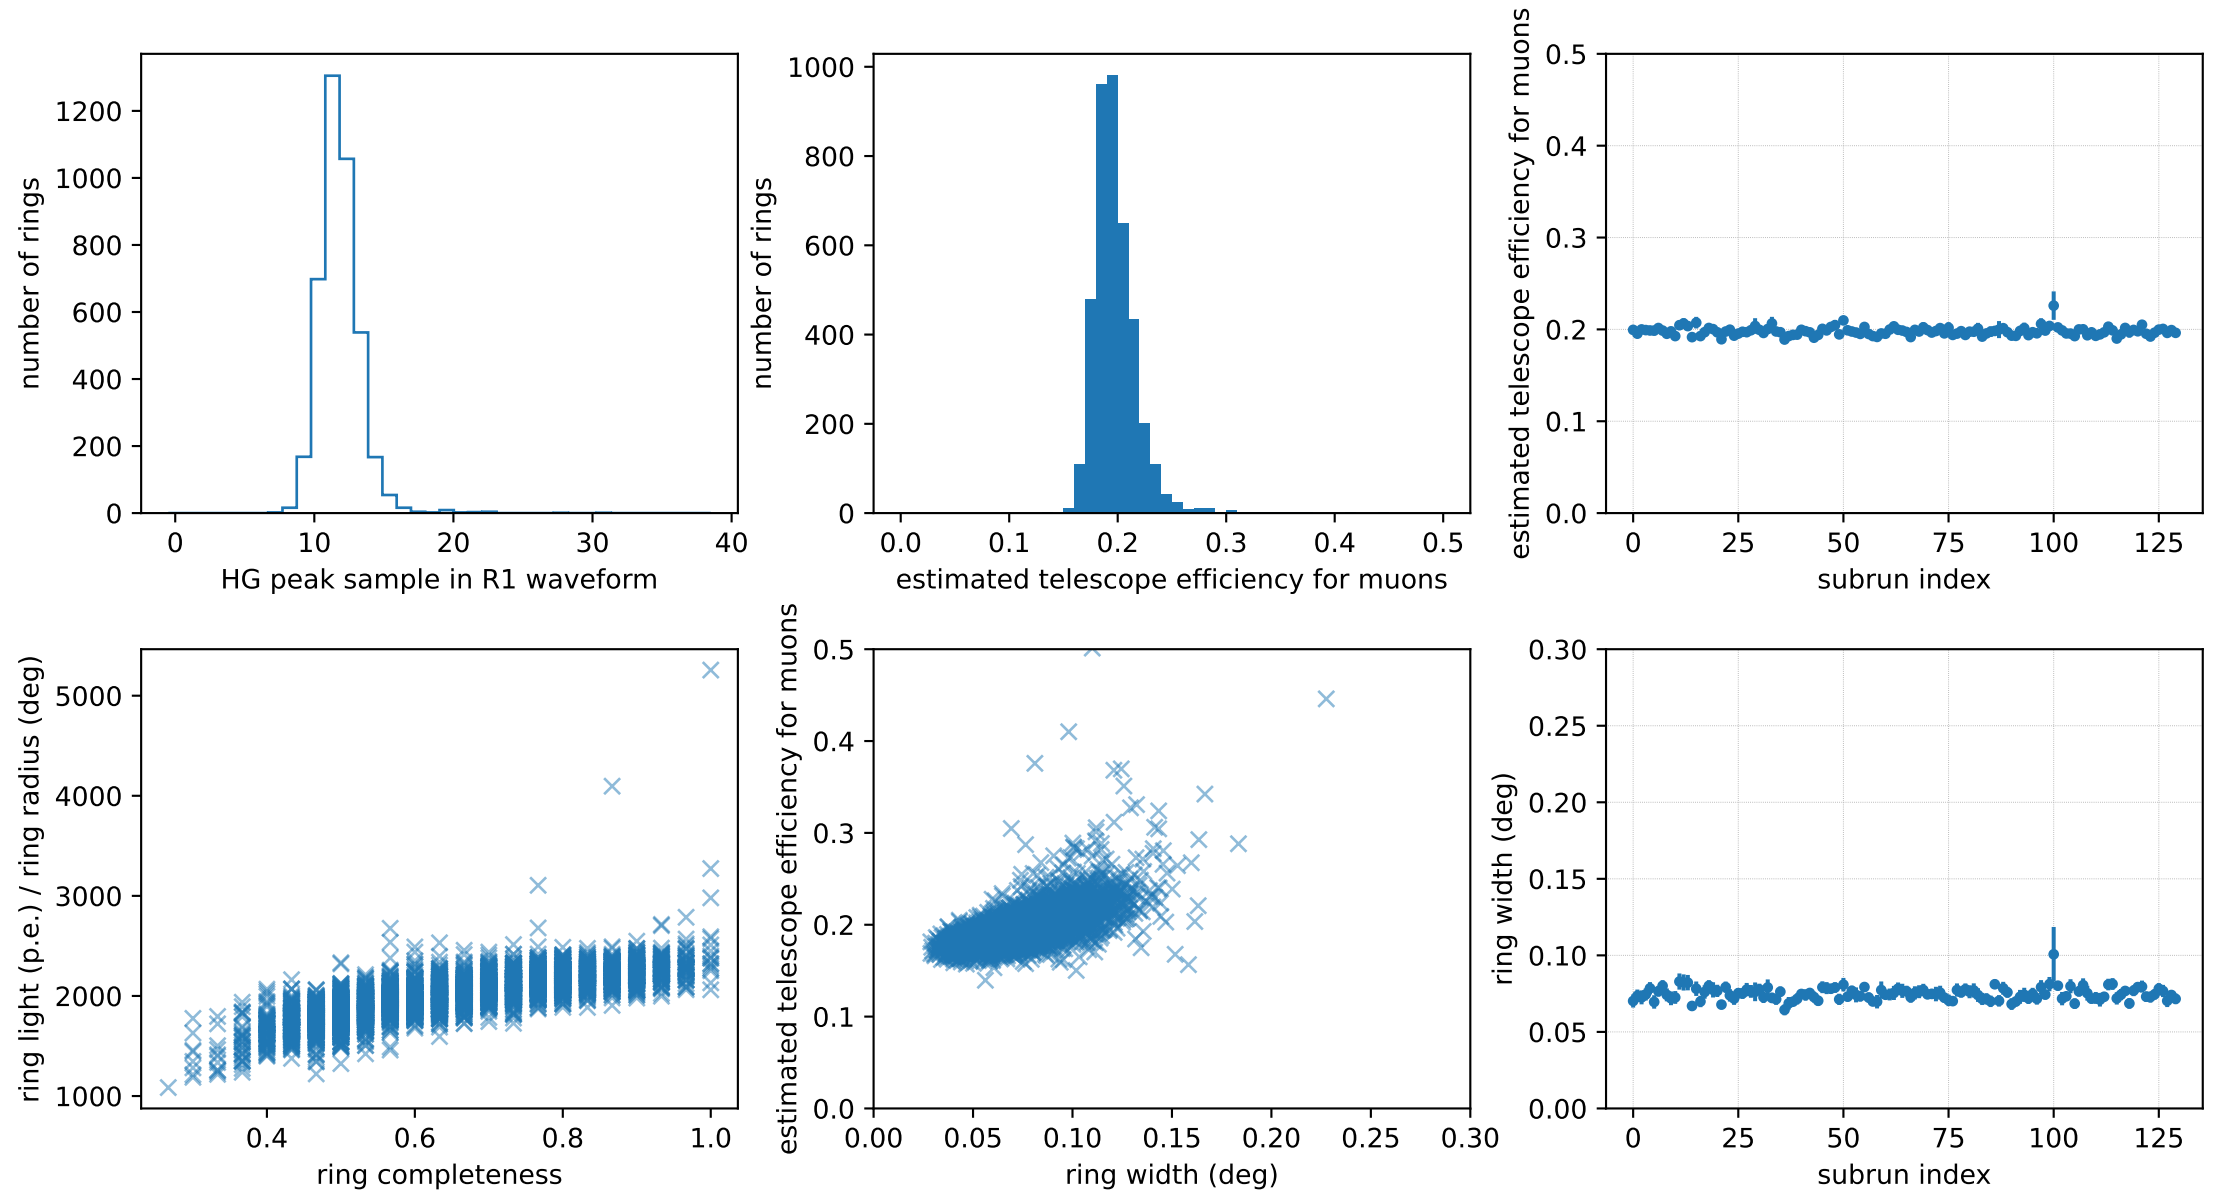 number of rings
1200
1000
800
600
400
200
0
0 10 20 30 40
HG peak sample in R1 waveform
number of rings
1000
800
600
400
200
0
0.0 0.1 0.2 0.3 0.4 0.5
estimated telescope efficiency for muons
estimated telescope efficiency for muons
0.5
0.4
0.3
0.2
0.1
0.0
0 25 50 75 100 125
subrun index
ring light (p.e.) / ring radius (deg)
5000
4000
3000
2000
1000
0.4 0.6 0.8 1.0
ring completeness
estimated telescope efficiency for muons
0.5
0.4
0.3
0.2
0.1
0.0
0.00 0.05 0.10 0.15 0.20 0.25 0.30
ring width (deg)
ring width (deg)
0.30
0.25
0.20
0.15
0.10
0.05
0.00
0 25 50 75 100 125
subrun index